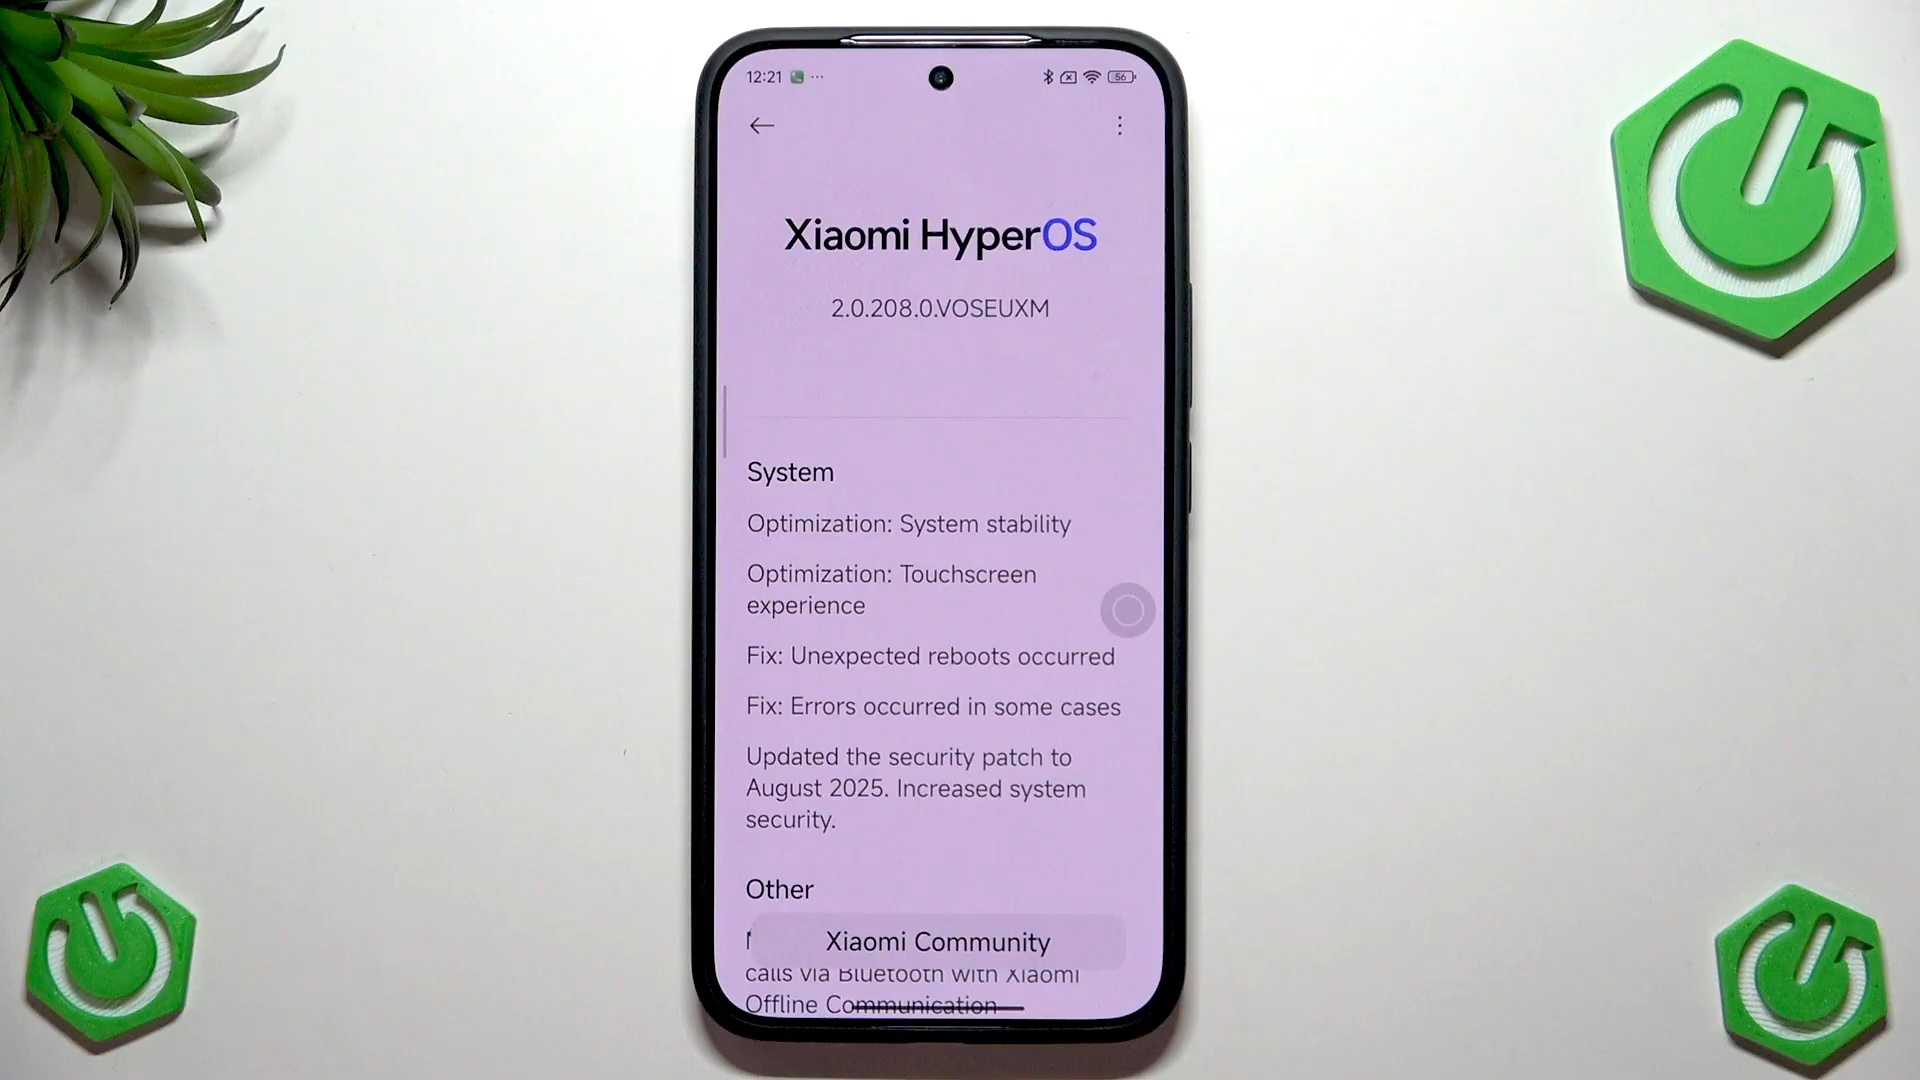 12:21
56
Xiaomi HyperOS
2.0.208.0.VOSEUXM
System
Optimization: System stability
Optimization: Touchscreen
experience
Fix: Unexpected reboots occurred
Fix: Errors occurred in some cases
Updated the security patch to
August 2025. Increased system
security.
Other
Xiaomi Community
calls via Bluetooth with Xiaomi
Offline Communication